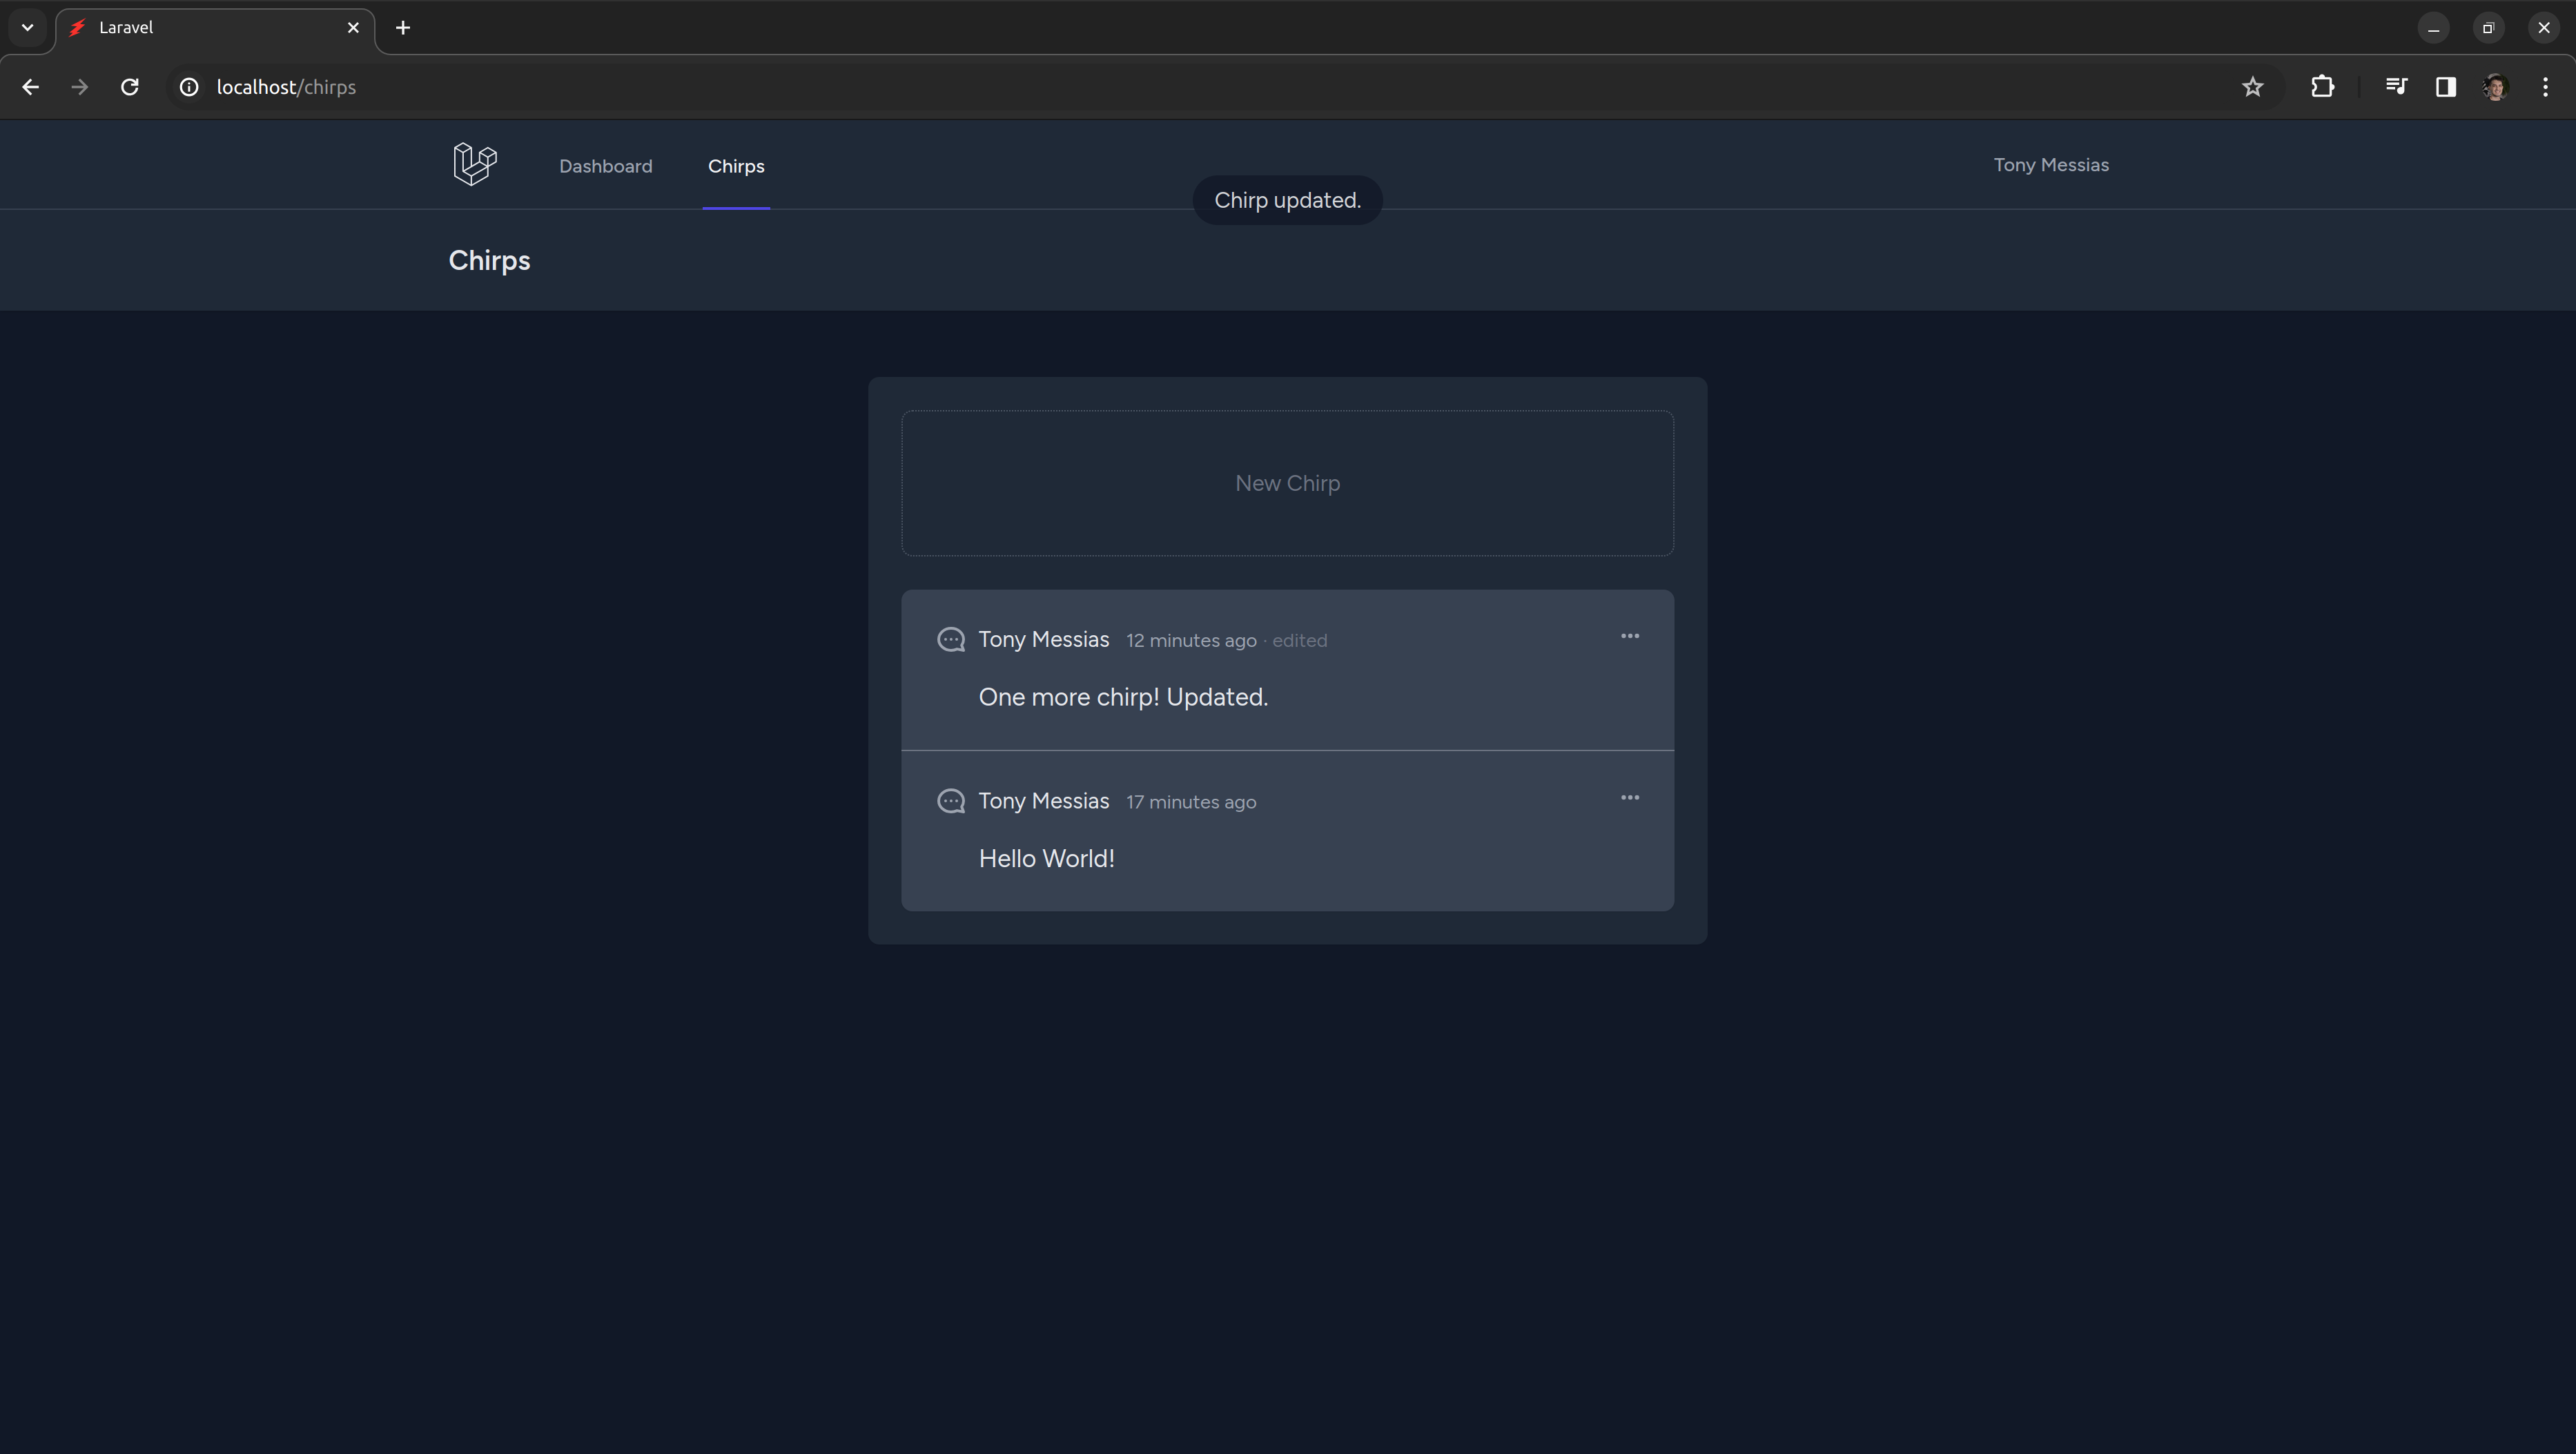 Laravel
localhost/chirps
Dashboard
Chirps
Tony Messias
Chirp updated.
Chirps
New Chirp
Tony Messias 12 minutes ago · edited
One more chirp! Updated.
Tony Messias 17 minutes ago
Hello World!